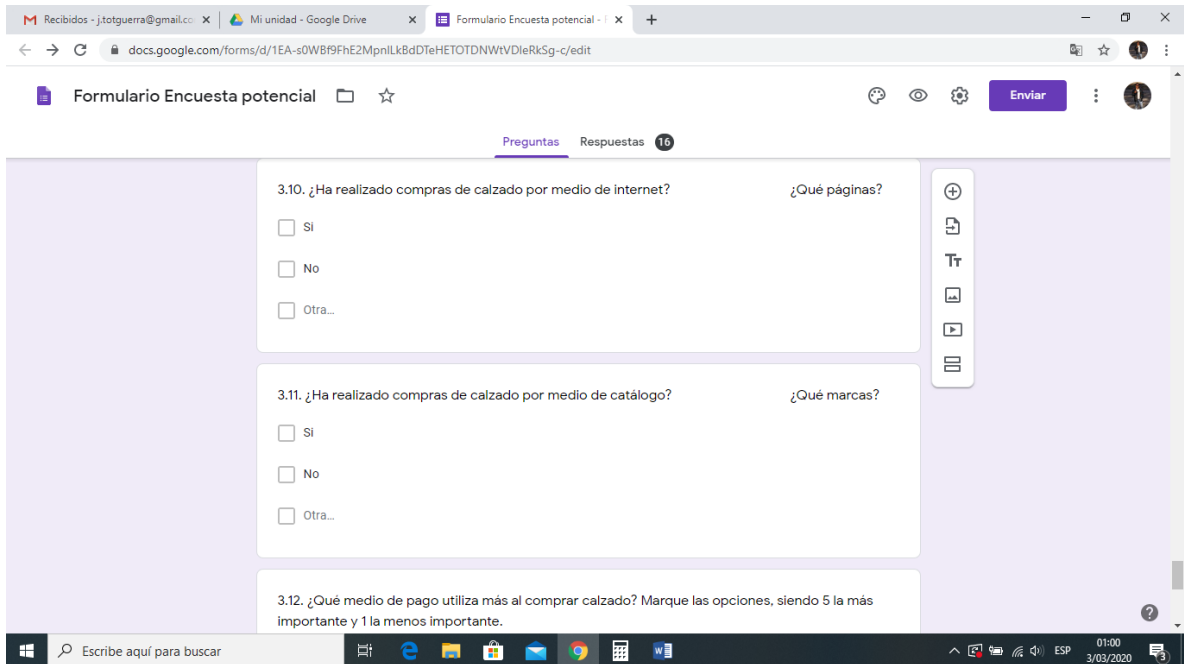 Recibidos - j.totguerra@gmail.co
Mi unidad - Google Drive
Formulario Encuesta potencial -
docs.google.com/forms/d/1EA-s0WBf9FhE2MpnlLkBdDTeHETOTDNWtVDIeRkSg-c/edit
Formulario Encuesta potencial
Enviar
Preguntas Respuestas 16
3.10. ¿Ha realizado compras de calzado por medio de internet? ¿Qué páginas?
Si
No
Otra...
3.11. ¿Ha realizado compras de calzado por medio de catálogo? ¿Qué marcas?
Si
No
Otra...
3.12. ¿Qué medio de pago utiliza más al comprar calzado? Marque las opciones, siendo 5 la más
importante y 1 la menos importante.
Escribe aquí para buscar
ESP
01:00
3/03/2020